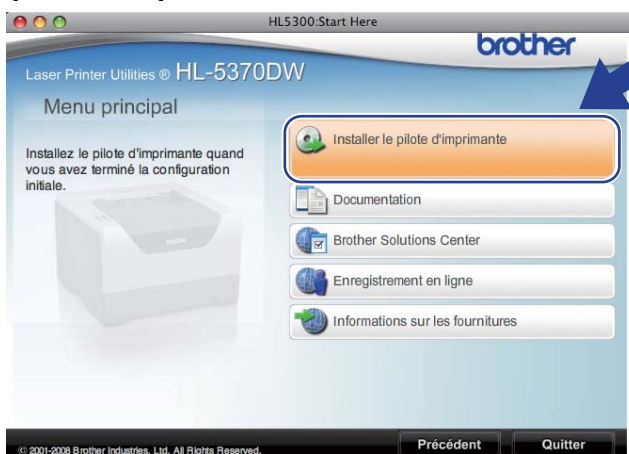 HL5300:Start Here
brother
Laser Printer Utilities ® HL-5370DW
Menu principal
Installez le pilote d'imprimante quand
vous avez terminé la configuration
initiale.
Installer le pilote d'imprimante
Documentation
Brother Solutions Center
Enregistrement en ligne
Informations sur les fournitures
© 2001-2008 Brother Industries, Ltd. All Rights Reserved.
Précédent
Quitter